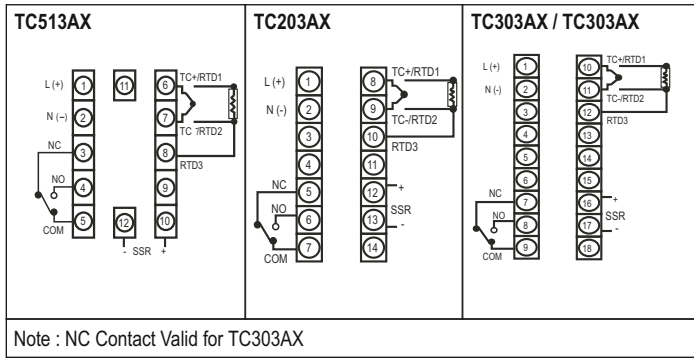 TC513AX
L (+) 1 11 6 TC+/RTD1
N (–) 2 7 TC-/RTD2
NC 3 8 RTD3
NO 4 9
COM 5 12 10
- SSR +
TC203AX
L (+) 1 8 TC+/RTD1
N (-) 2 9 TC-/RTD2
3 10 RTD3
4 11
NC 5 12 +
NO 6 13 SSR -
COM 7 14
TC303AX / TC303AX
L (+) 1 10 TC+/RTD1
N (-) 2 11 TC-/RTD2
3 12 RTD3
4 13
5 14
6 15
NC 7 16 +
NO 8 17 SSR -
COM 9 18
Note : NC Contact Valid for TC303AX